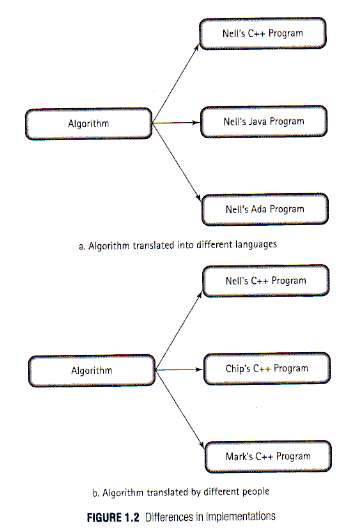 Nell's C++ Program
Algorithm
Nell's Java Program
Nell's Ada Program
a. Algorithm translated into different languages
Nell's C++ Program
Algorithm
Chip's C++ Program
Mark's C++ Program
b. Algorithm translated by different people
FIGURE 1.2 Differences in Implementations